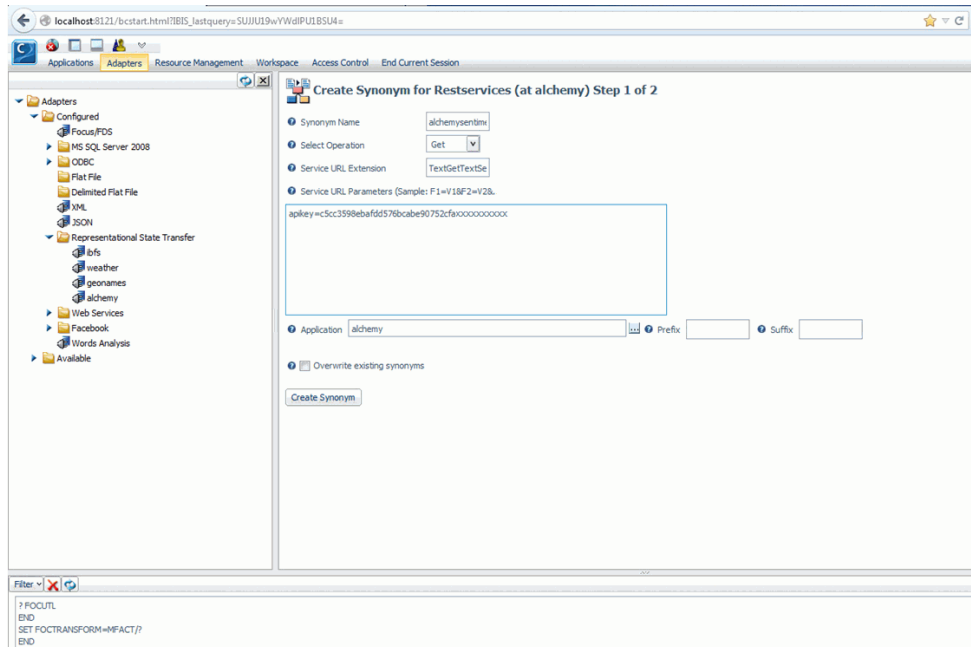 localhost:8121/bcstart.html?IBIS_lastquery=SUJJU19wYWdlPU1BSU4=
Applications Adapters Resource Management Workspace Access Control End Current Session
Adapters
Configured
Focus/FDS
MS SQL Server 2008
ODBC
Flat File
Delimited Flat File
XML
JSON
Representational State Transfer
ibfs
weather
geonames
alchemy
Web Services
Facebook
Words Analysis
Available
Create Synonym for Restservices (at alchemy) Step 1 of 2
Synonym Name alchemysentime
Select Operation Get
Service URL Extension TextGetTextSe
Service URL Parameters (Sample: F1=V1&F2=V2&.
apikey=c5cc3598ebafdd576bcabe90752cfaxxxxxxxxxx
Application alchemy ... Prefix Suffix
Overwrite existing synonyms
Create Synonym
Filter
? FOCUTL
END
SET FOCTRANSFORM=MFACT/?
END